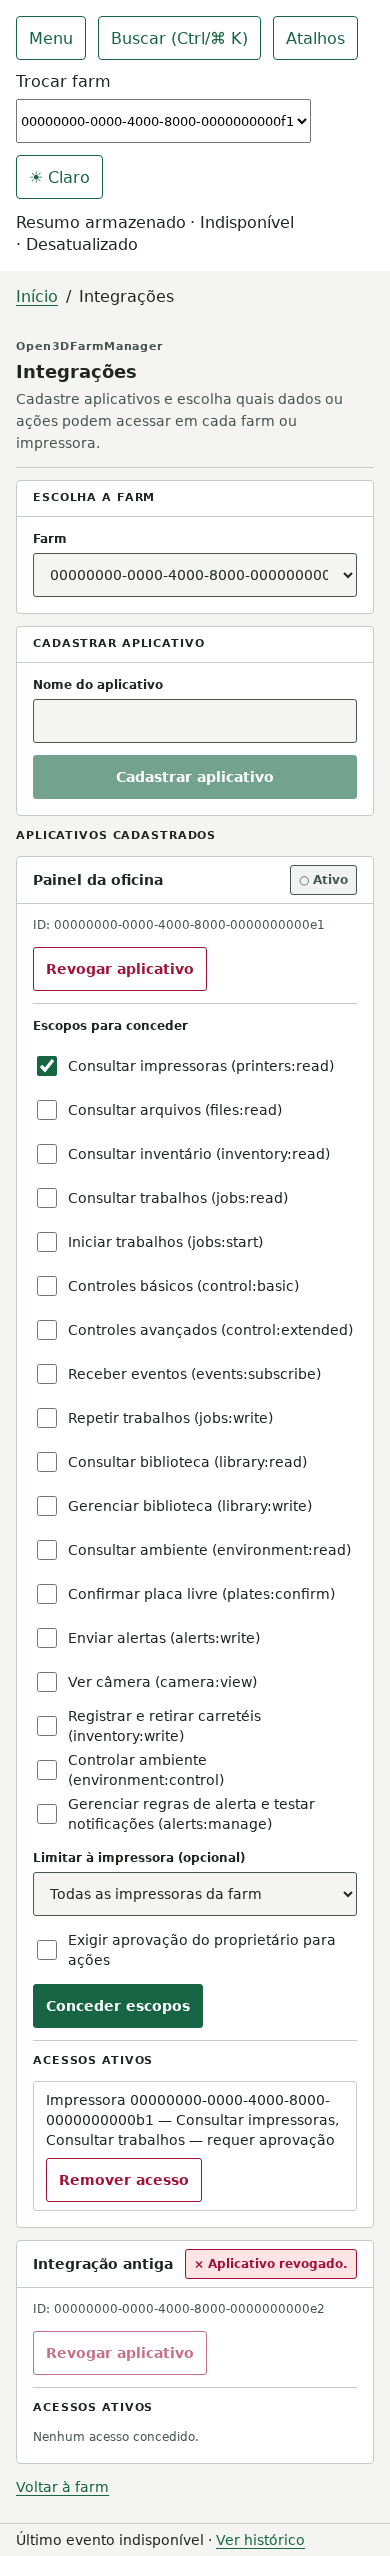 Menu
Buscar (Ctrl/⌘ K)
Atalhos
Trocar farm
00000000-0000-4000-8000-0000000000f1
☀ Claro
Resumo armazenado · Indisponível
· Desatualizado
Início / Integrações
Open3DFarmManager
Integrações
Cadastre aplicativos e escolha quais dados ou
ações podem acessar em cada farm ou
impressora.
ESCOLHA A FARM
Farm
00000000-0000-4000-8000-000000000
CADASTRAR APLICATIVO
Nome do aplicativo
Cadastrar aplicativo
APLICATIVOS CADASTRADOS
Painel da oficina
○ Ativo
ID: 00000000-0000-4000-8000-0000000000e1
Revogar aplicativo
Escopos para conceder
Consultar impressoras (printers:read)
Consultar arquivos (files:read)
Consultar inventário (inventory:read)
Consultar trabalhos (jobs:read)
Iniciar trabalhos (jobs:start)
Controles básicos (control:basic)
Controles avançados (control:extended)
Receber eventos (events:subscribe)
Repetir trabalhos (jobs:write)
Consultar biblioteca (library:read)
Gerenciar biblioteca (library:write)
Consultar ambiente (environment:read)
Confirmar placa livre (plates:confirm)
Enviar alertas (alerts:write)
Ver câmera (camera:view)
Registrar e retirar carretéis
(inventory:write)
Controlar ambiente
(environment:control)
Gerenciar regras de alerta e testar
notificações (alerts:manage)
Limitar à impressora (opcional)
Todas as impressoras da farm
Exigir aprovação do proprietário para
ações
Conceder escopos
ACESSOS ATIVOS
Impressora 00000000-0000-4000-8000-
0000000000b1 — Consultar impressoras,
Consultar trabalhos — requer aprovação
Remover acesso
Integração antiga
× Aplicativo revogado.
ID: 00000000-0000-4000-8000-0000000000e2
Revogar aplicativo
ACESSOS ATIVOS
Nenhum acesso concedido.
Voltar à farm
Último evento indisponível · Ver histórico